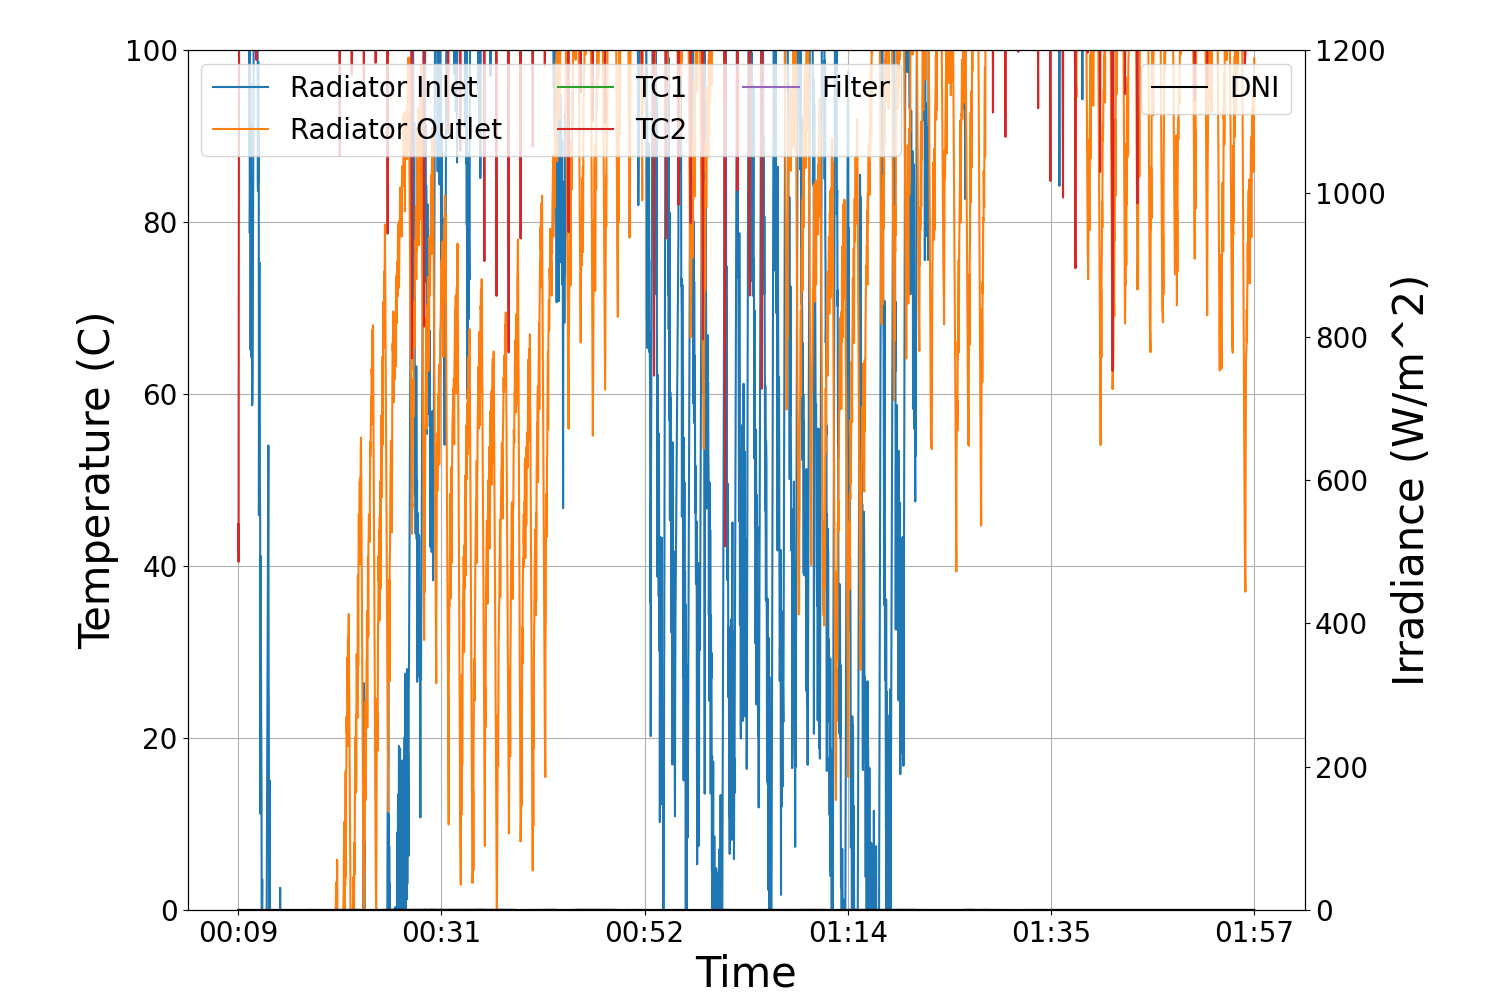 Radiator Inlet
Radiator Outlet
TC1
TC2
Filter
DNI
Temperature (C)
100
80
60
40
20
0
Irradiance (W/m^2)
1200
1000
800
600
400
200
0
00:09 00:31 00:52 01:14 01:35 01:57
Time